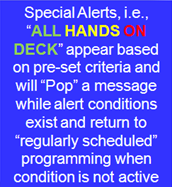 Special Alerts, i.e.,
“ALL HANDS ON
DECK” appear based
on pre-set criteria and
will “Pop” a message
while alert conditions
exist and return to
“regularly scheduled”
programming when
condition is not active